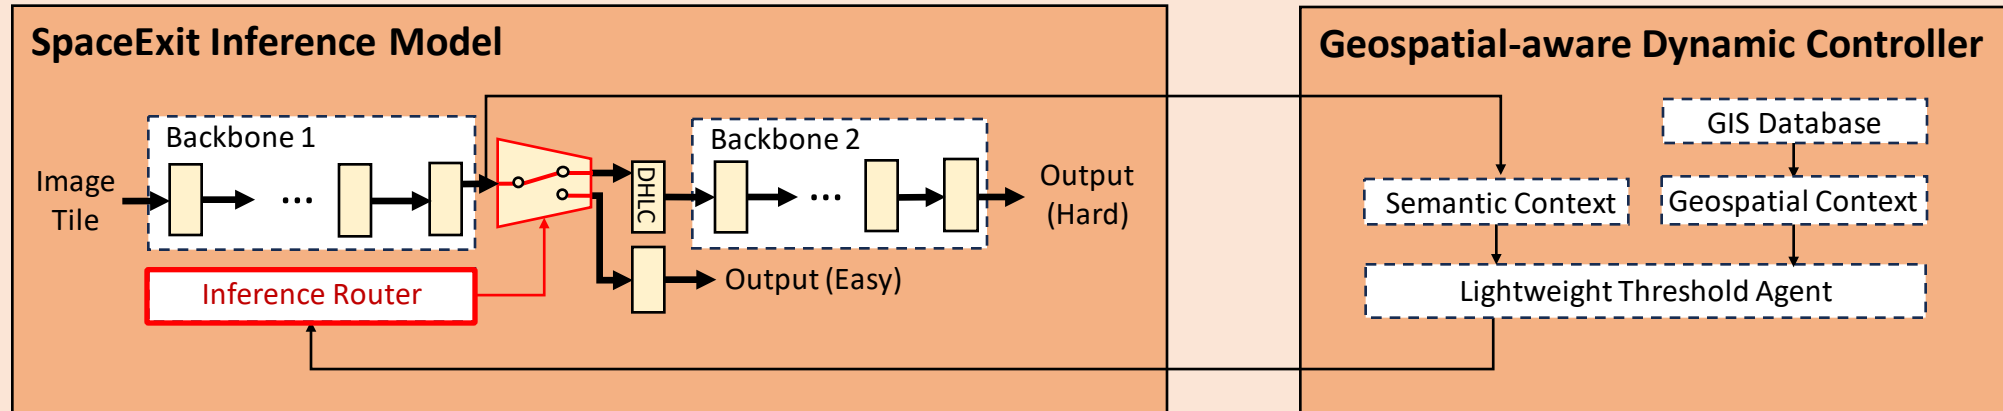 SpaceExit Inference Model
Backbone 1
Image
Tile
...
Inference Router
DHLC
Backbone 2
...
Output
(Hard)
Output (Easy)
Geospatial-aware Dynamic Controller
GIS Database
Semantic Context
Geospatial Context
Lightweight Threshold Agent